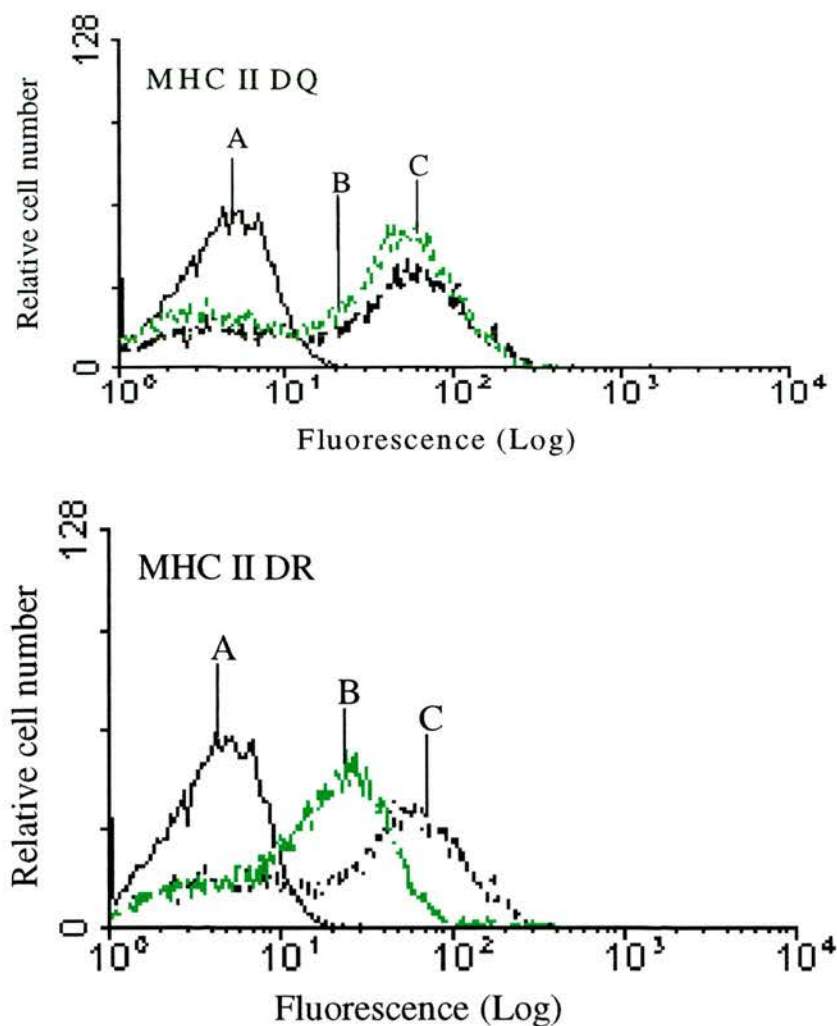 128
MHC II DQ
A
B
C
Relative cell number
0
10⁰ 10¹ 10² 10³ 10⁴
Fluorescence (Log)
128
MHC II DR
A
B
C
Relative cell number
0
10⁰ 10¹ 10² 10³ 10⁴
Fluorescence (Log)